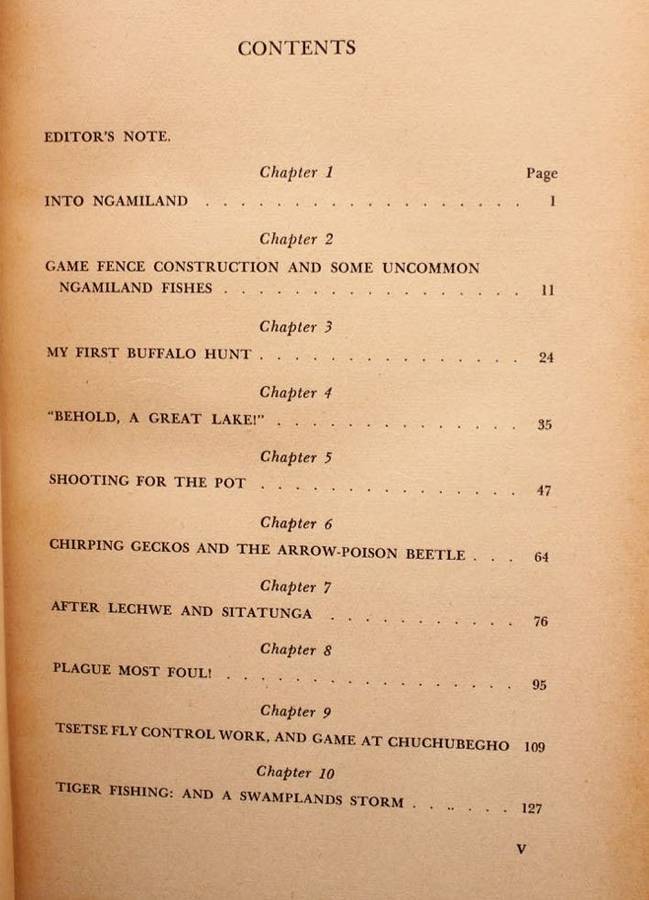 CONTENTS
EDITOR'S NOTE.
Chapter 1 Page
INTO NGAMILAND . . . . . . . . . . . . . . . . . . 1
Chapter 2
GAME FENCE CONSTRUCTION AND SOME UNCOMMON
NGAMILAND FISHES . . . . . . . . . . . . . . . . . 11
Chapter 3
MY FIRST BUFFALO HUNT . . . . . . . . . . . . . . . 24
Chapter 4
"BEHOLD, A GREAT LAKE!" . . . . . . . . . . . . . . 35
Chapter 5
SHOOTING FOR THE POT . . . . . . . . . . . . . . . 47
Chapter 6
CHIRPING GECKOS AND THE ARROW-POISON BEETLE . . . 64
Chapter 7
AFTER LECHWE AND SITATUNGA . . . . . . . . . . . 76
Chapter 8
PLAGUE MOST FOUL! . . . . . . . . . . . . . . . . . 95
Chapter 9
TSETSE FLY CONTROL WORK, AND GAME AT CHUCHUBEGHO 109
Chapter 10
TIGER FISHING: AND A SWAMPLANDS STORM . . .. . . . 127
V